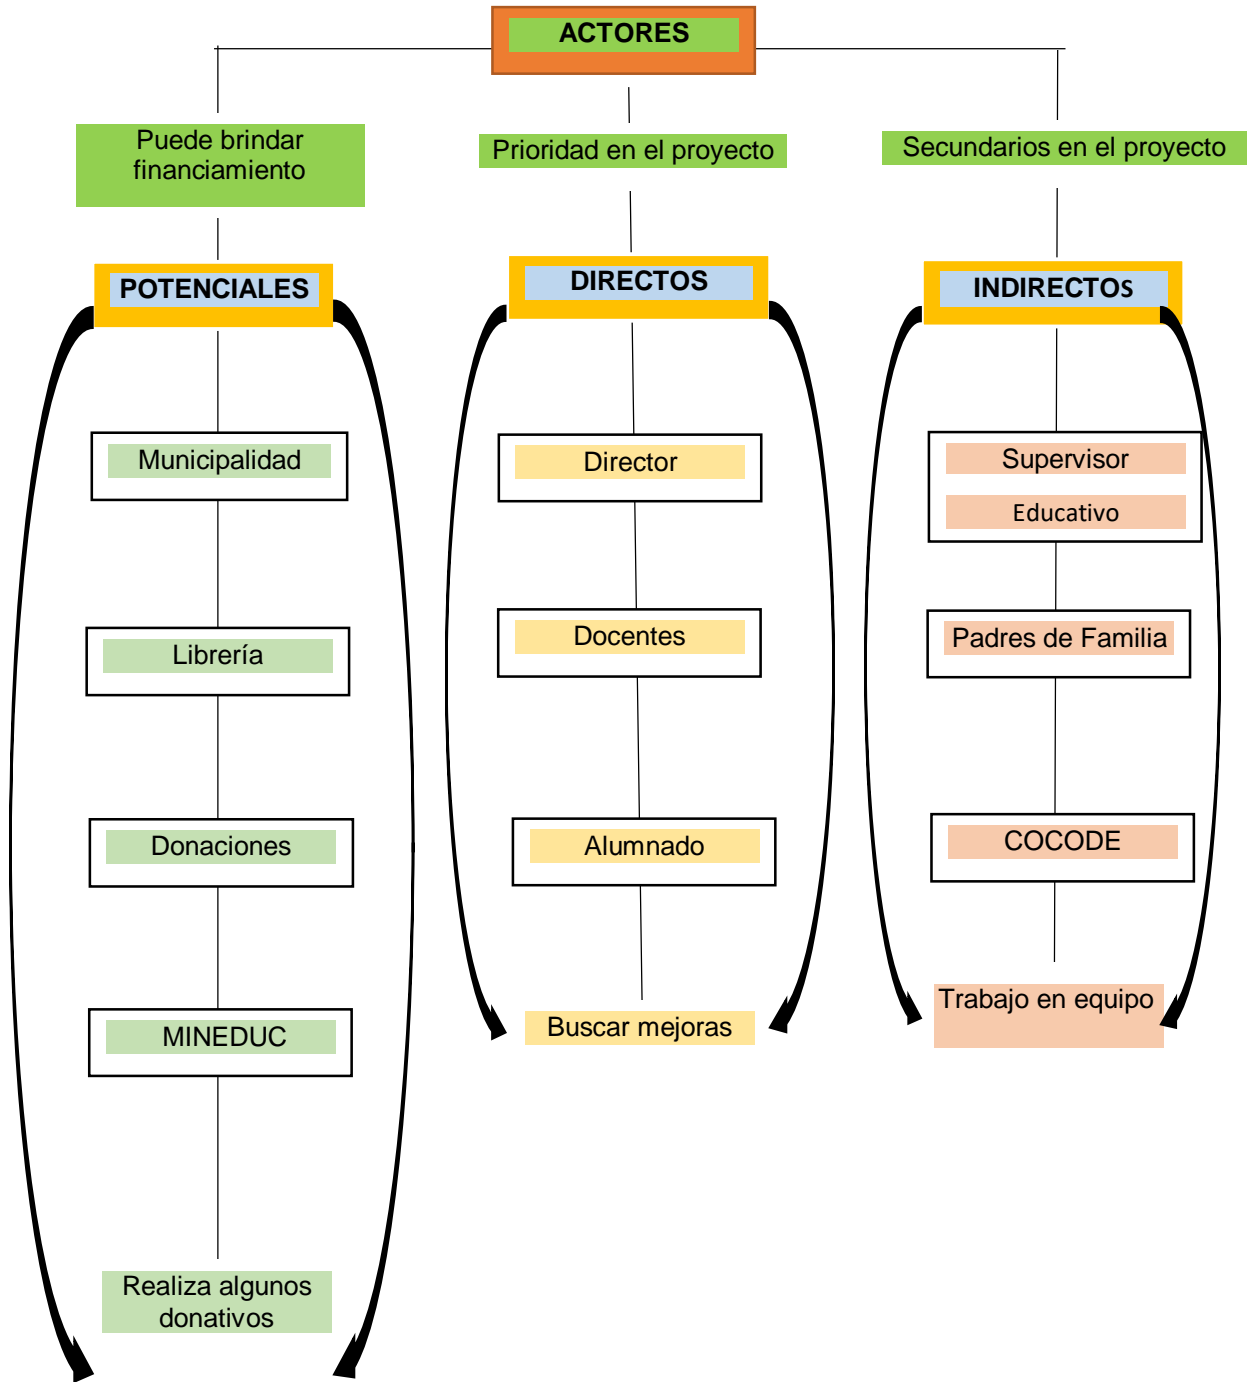 ACTORES
Puede brindar
financiamiento
Prioridad en el proyecto
Secundarios en el proyecto
POTENCIALES
DIRECTOS
INDIRECTOS
Municipalidad
Director
Supervisor
Educativo
Librería
Docentes
Padres de Familia
Donaciones
Alumnado
COCODE
MINEDUC
Buscar mejoras
Trabajo en equipo
Realiza algunos
donativos